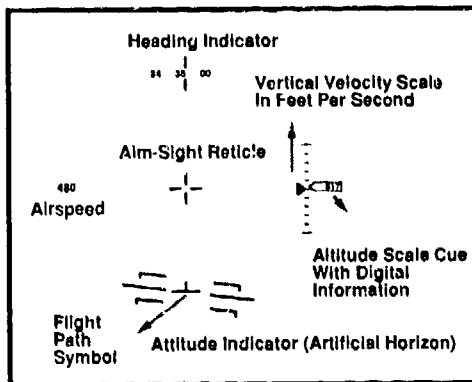 Heading Indicator
34 35 00
Vertical Velocity Scale
In Feet Per Second
Aim-Sight Reticle
480
Airspeed
Altitude Scale Cue
With Digital
Information
Flight
Path
Symbol
Attitude Indicator (Artificial Horizon)